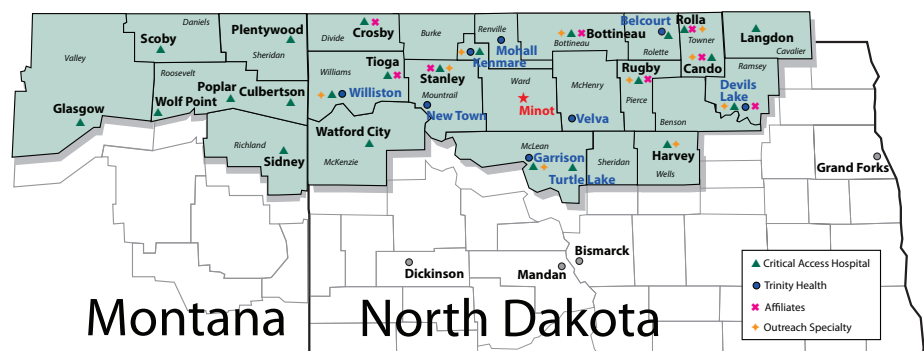 Daniels
Scoby
Plentywood
Sheridan
Valley
Roosevelt
Poplar
Culbertson
Wolf Point
Glasgow
Richland
Sidney
Divide
Crosby
Burke
Renville
Mohall
Kenmare
Bottineau
Bottineau
Belcourt
Rolette
Rolla
Towner
Cando
Langdon
Cavalier
Ramsey
Williams
Tioga
Stanley
Mountrail
Ward
Minot
McHenry
Velva
Rugby
Pierce
Benson
Devils
Lake
Williston
New Town
Watford City
McKenzie
McLean
Garrison
Turtle Lake
Sheridan
Harvey
Wells
Grand Forks
Dickinson
Mandan
Bismarck
Critical Access Hospital
Trinity Health
Affiliates
Outreach Specialty
Montana
North Dakota